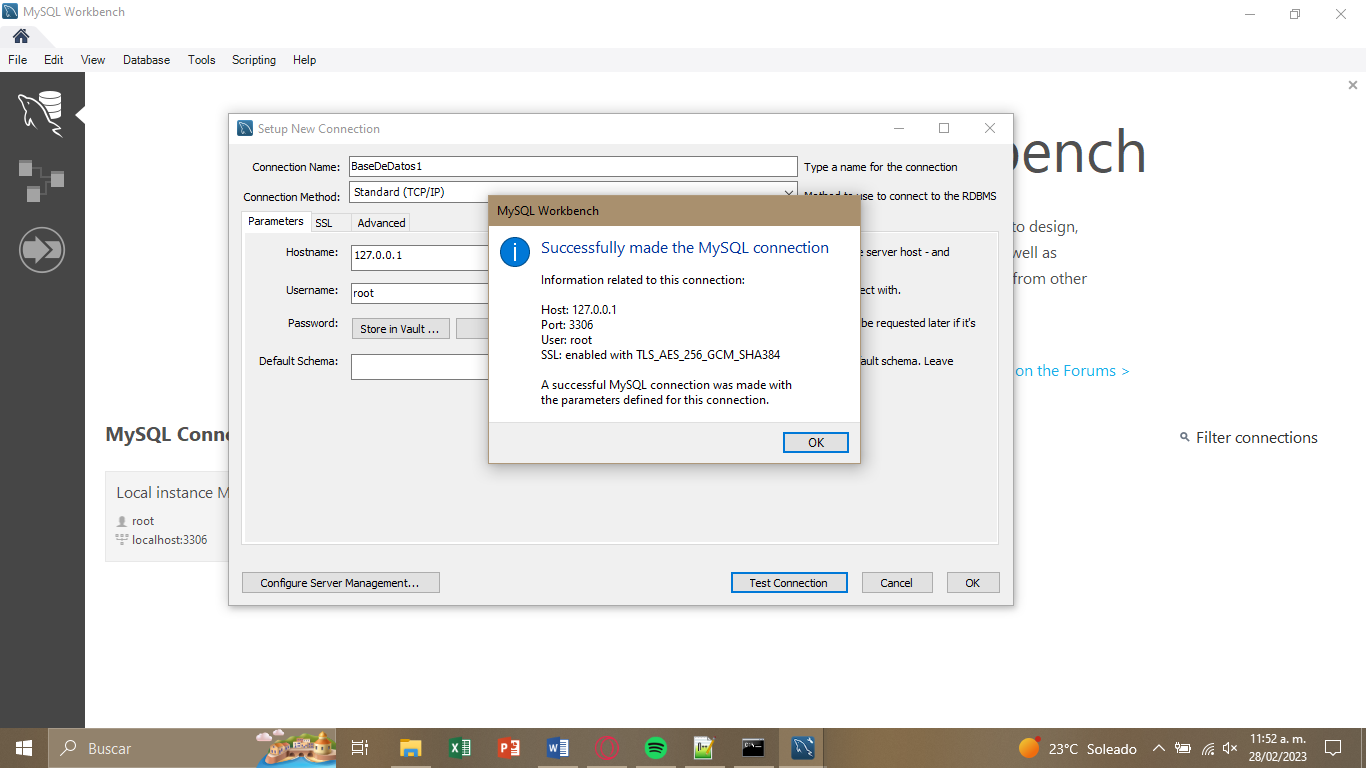 MySQL Workbench
File Edit View Database Tools Scripting Help
bench
to design,
well as
from other
on the Forums >
MySQL Conne
Filter connections
Local instance M
root
localhost:3306
Setup New Connection
Connection Name: BaseDeDatos1 Type a name for the connection
Connection Method: Standard (TCP/IP) Method to use to connect to the RDBMS
Parameters SSL Advanced
Hostname: 127.0.0.1 e server host - and
Username: root ect with.
Password: Store in Vault ... be requested later if it's
Default Schema: ault schema. Leave
MySQL Workbench
Successfully made the MySQL connection
Information related to this connection:
Host: 127.0.0.1
Port: 3306
User: root
SSL: enabled with TLS_AES_256_GCM_SHA384
A successful MySQL connection was made with
the parameters defined for this connection.
OK
Configure Server Management... Test Connection Cancel OK
Buscar
23°C Soleado
11:52 a. m.
28/02/2023